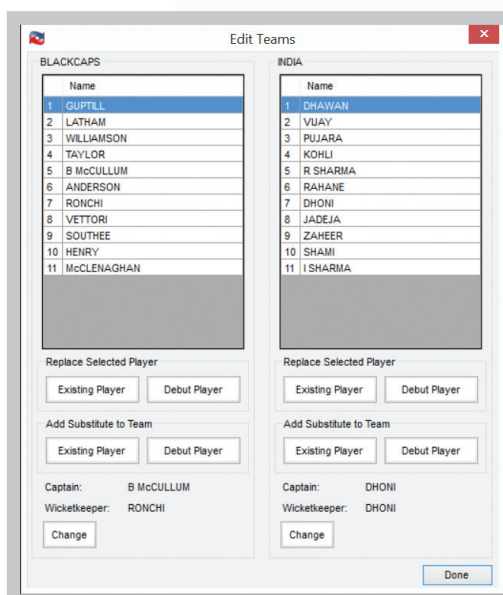 Edit Teams
BLACKCAPS
Name
1 GUPTILL
2 LATHAM
3 WILLIAMSON
4 TAYLOR
5 B McCULLUM
6 ANDERSON
7 RONCHI
8 VETTORI
9 SOUTHEE
10 HENRY
11 McCLENAGHAN
Replace Selected Player
Existing Player Debut Player
Add Substitute to Team
Existing Player Debut Player
Captain: B McCULLUM
Wicketkeeper: RONCHI
Change
INDIA
Name
1 DHAWAN
2 VIJAY
3 PUJARA
4 KOHLI
5 R SHARMA
6 RAHANE
7 DHONI
8 JADEJA
9 ZAHEER
10 SHAMI
11 I SHARMA
Replace Selected Player
Existing Player Debut Player
Add Substitute to Team
Existing Player Debut Player
Captain: DHONI
Wicketkeeper: DHONI
Change
Done